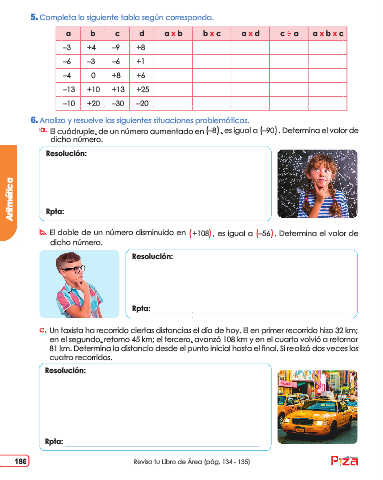 5. Completa la siguiente tabla según corresponda.
a b c d a x b b x c a x d c ÷ a a x b x c
–3 +4 –9 +8
–6 –3 –6 +1
–4 0 +8 +6
–13 +10 +13 +25
–10 +20 –30 –20
6. Analiza y resuelve las siguientes situaciones problemáticas.
a. El cuádruple, de un número aumentado en (–8), es igual a (–90). Determina el valor de
dicho número.
Resolución:
Rpta:
b. El doble de un número disminuido en (+108), es igual a (–56). Determina el valor de
dicho número.
Resolución:
Rpta:
c. Un taxista ha recorrido ciertas distancias el día de hoy. El en primer recorrido hizo 32 km;
en el segundo, retorno 45 km; el tercero, avanzó 108 km y en el cuarto volvió a retornar
81 km. Determina la distancia desde el punto inicial hasta el final. Si realizó dos veces los
cuatro recorridos.
Resolución:
Rpta:
Aritmética
186
Revisa tu Libro de Área (pág. 134 - 135)